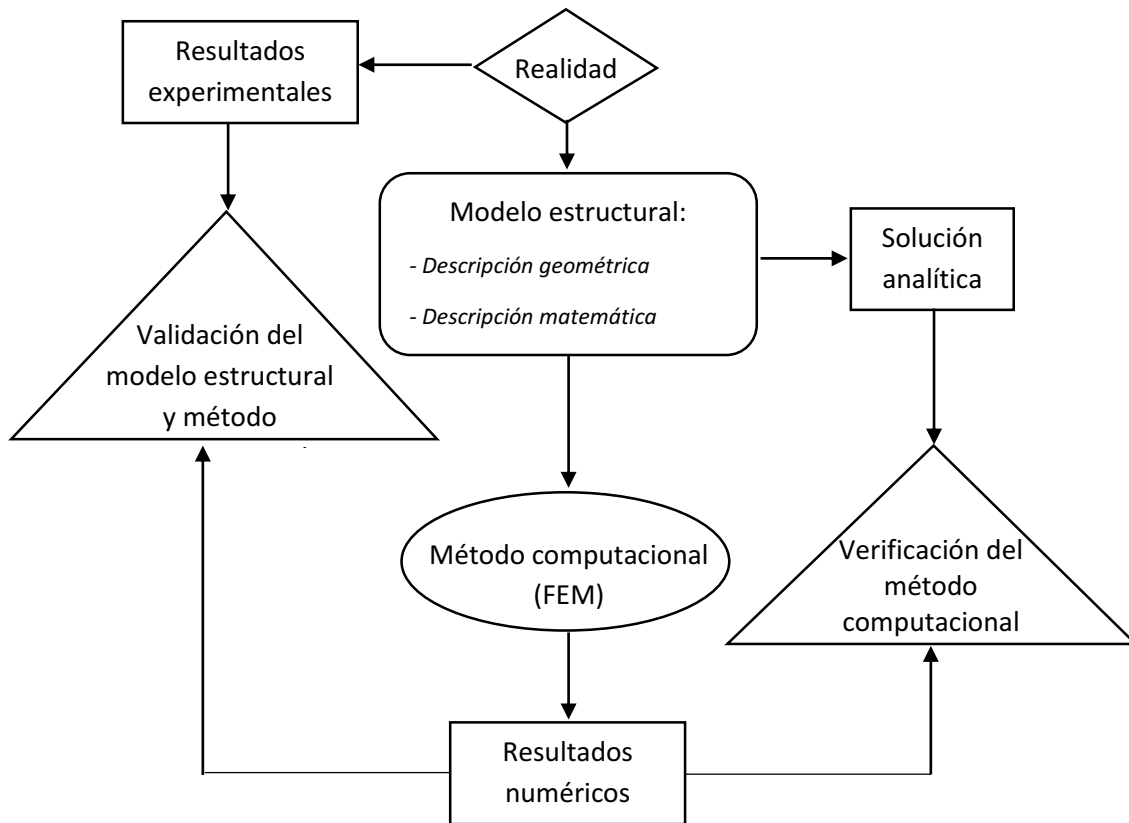 Resultados
experimentales
Realidad
Modelo estructural:
- Descripción geométrica
- Descripción matemática
Solución
analítica
Validación del
modelo estructural
y método
Método computacional
(FEM)
Verificación del
método
computacional
Resultados
numéricos